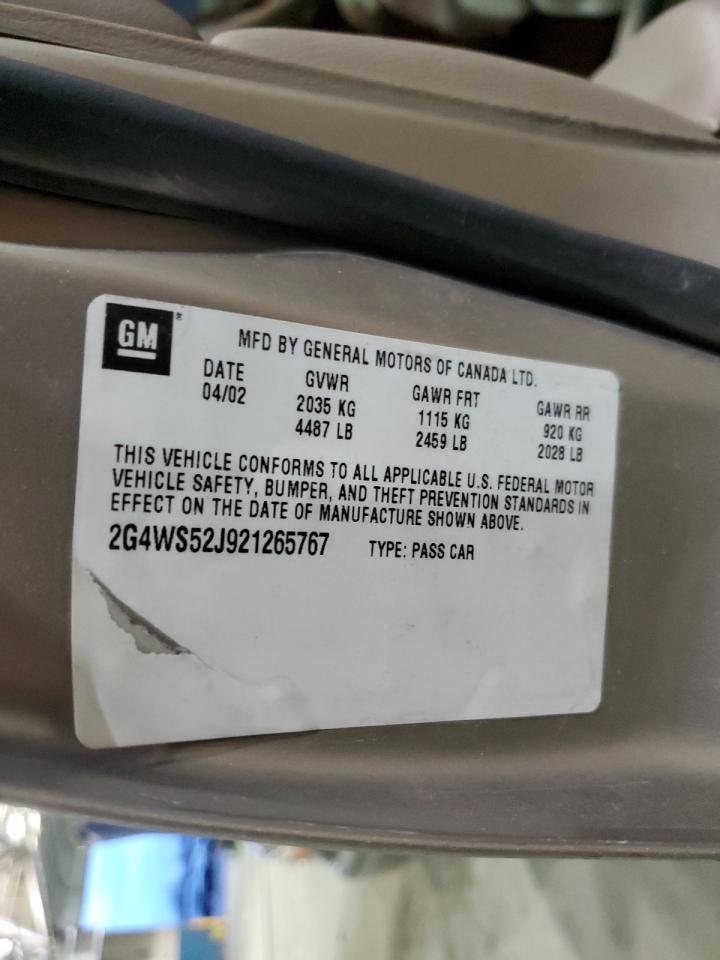 GM
MFD BY GENERAL MOTORS OF CANADA LTD.
DATE GVWR GAWR FRT GAWR RR
04/02 2035 KG 1115 KG 920 KG
4487 LB 2459 LB 2028 LB
THIS VEHICLE CONFORMS TO ALL APPLICABLE U.S. FEDERAL MOTOR
VEHICLE SAFETY, BUMPER, AND THEFT PREVENTION STANDARDS IN
EFFECT ON THE DATE OF MANUFACTURE SHOWN ABOVE.
2G4WS52J921265767 TYPE: PASS CAR